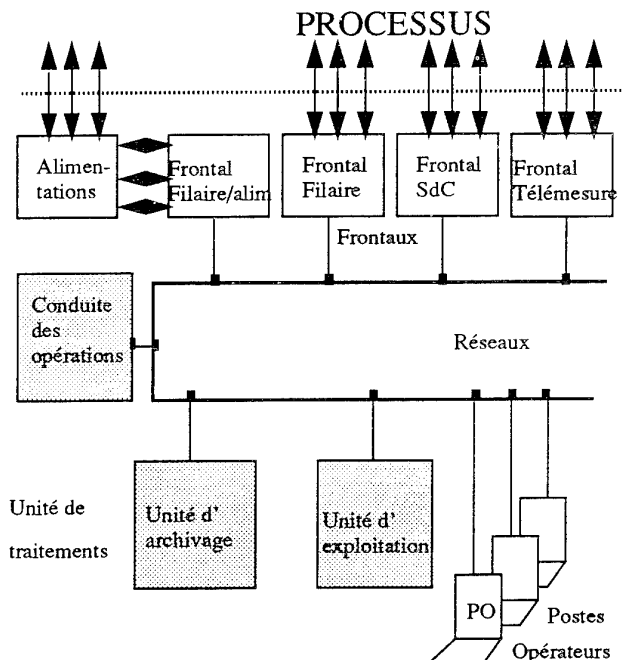 PROCESSUS
Alimen-
tations
Frontal
Filaire/alim
Frontal
Filaire
Frontal
SdC
Frontal
Télémesure
Frontaux
Conduite
des
opérations
Réseaux
Unité de
traitements
Unité d'
archivage
Unité d'
exploitation
PO
Postes
Opérateurs